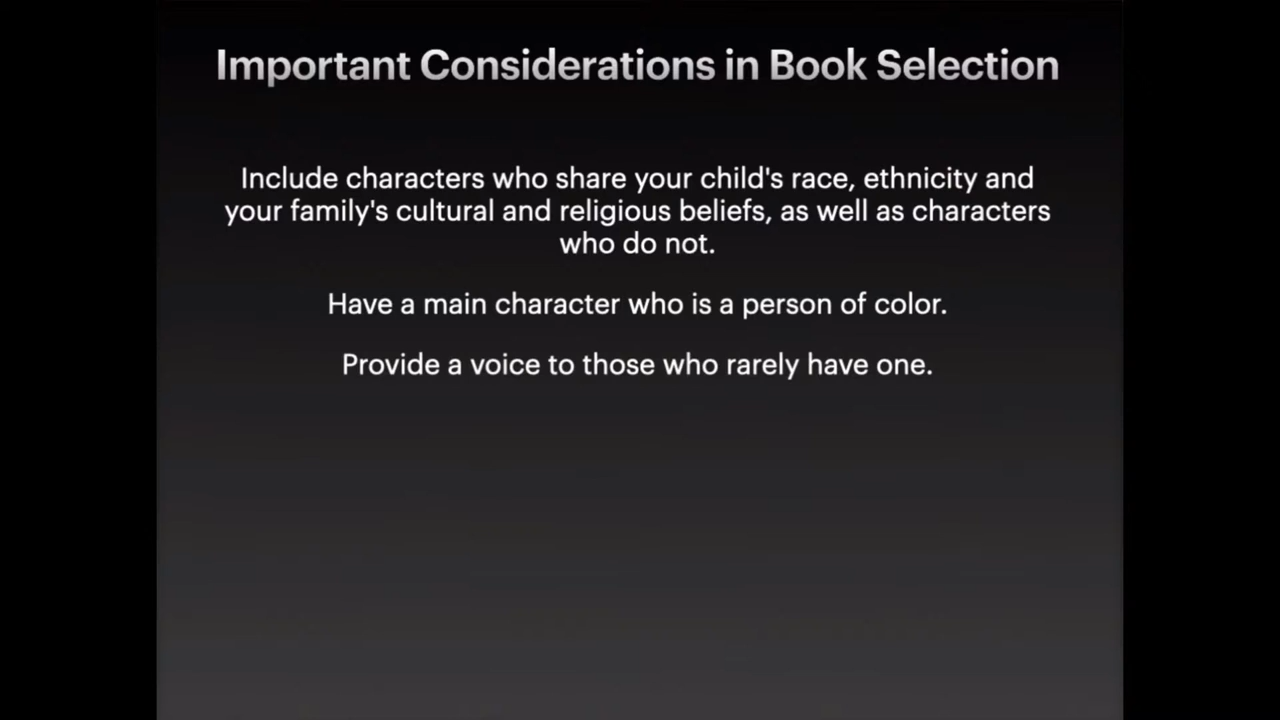 Important Considerations in Book Selection
Include characters who share your child's race, ethnicity and
your family's cultural and religious beliefs, as well as characters
who do not.
Have a main character who is a person of color.
Provide a voice to those who rarely have one.